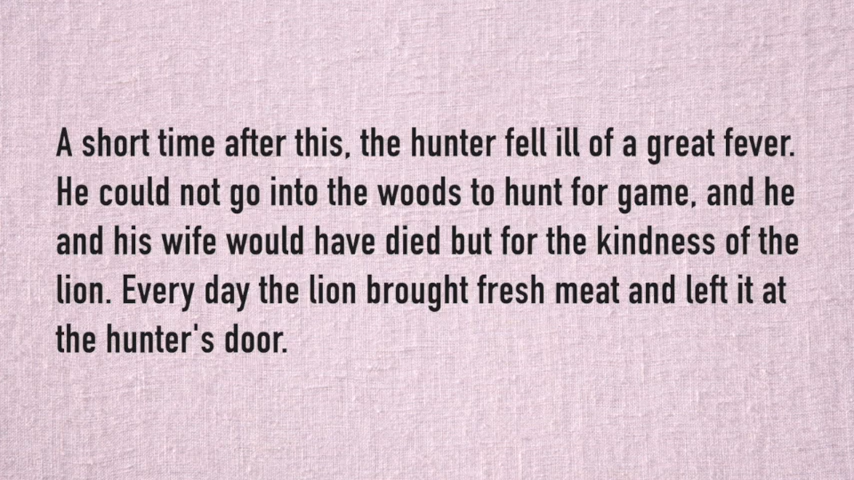 A short time after this, the hunter fell ill of a great fever.
He could not go into the woods to hunt for game, and he
and his wife would have died but for the kindness of the
lion. Every day the lion brought fresh meat and left it at
the hunter's door.